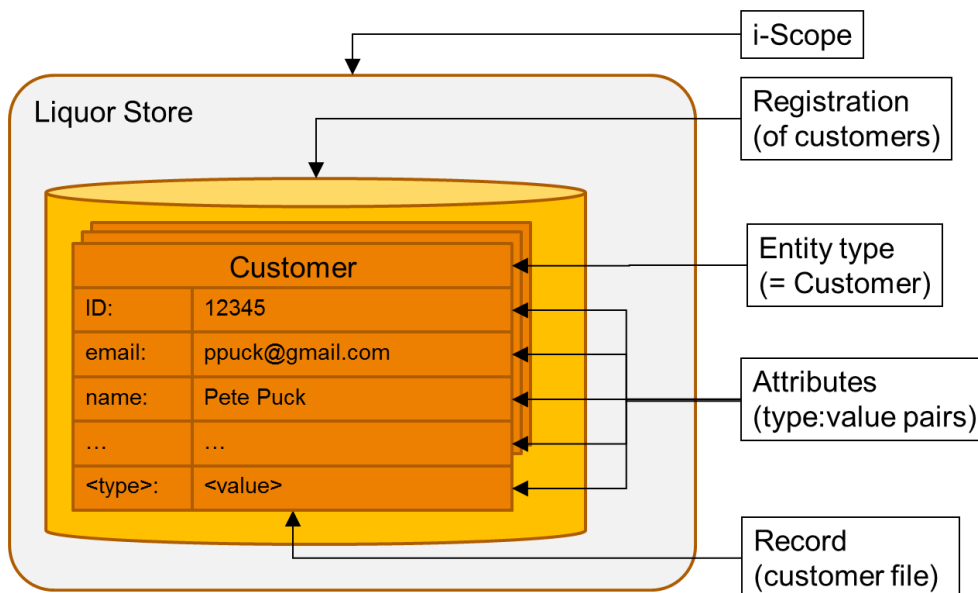 i-Scope
Liquor Store
Registration
(of customers)
Customer
Entity type
(= Customer)
ID: 12345
email: ppuck@gmail.com
name: Pete Puck
... ...
<type>: <value>
Attributes
(type:value pairs)
Record
(customer file)